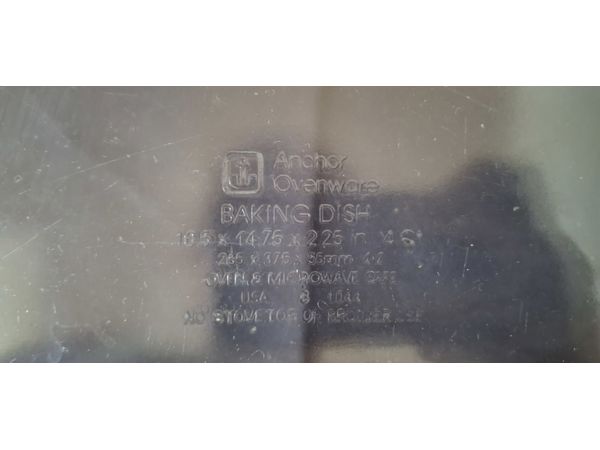 Anchor
Ovenware
BAKING DISH
10.5 x 14.75 x 2.25 in.
x 375 x
OVEN & MICROWAVE SAFE
USA
NO STOVETOP OR BROILER USE